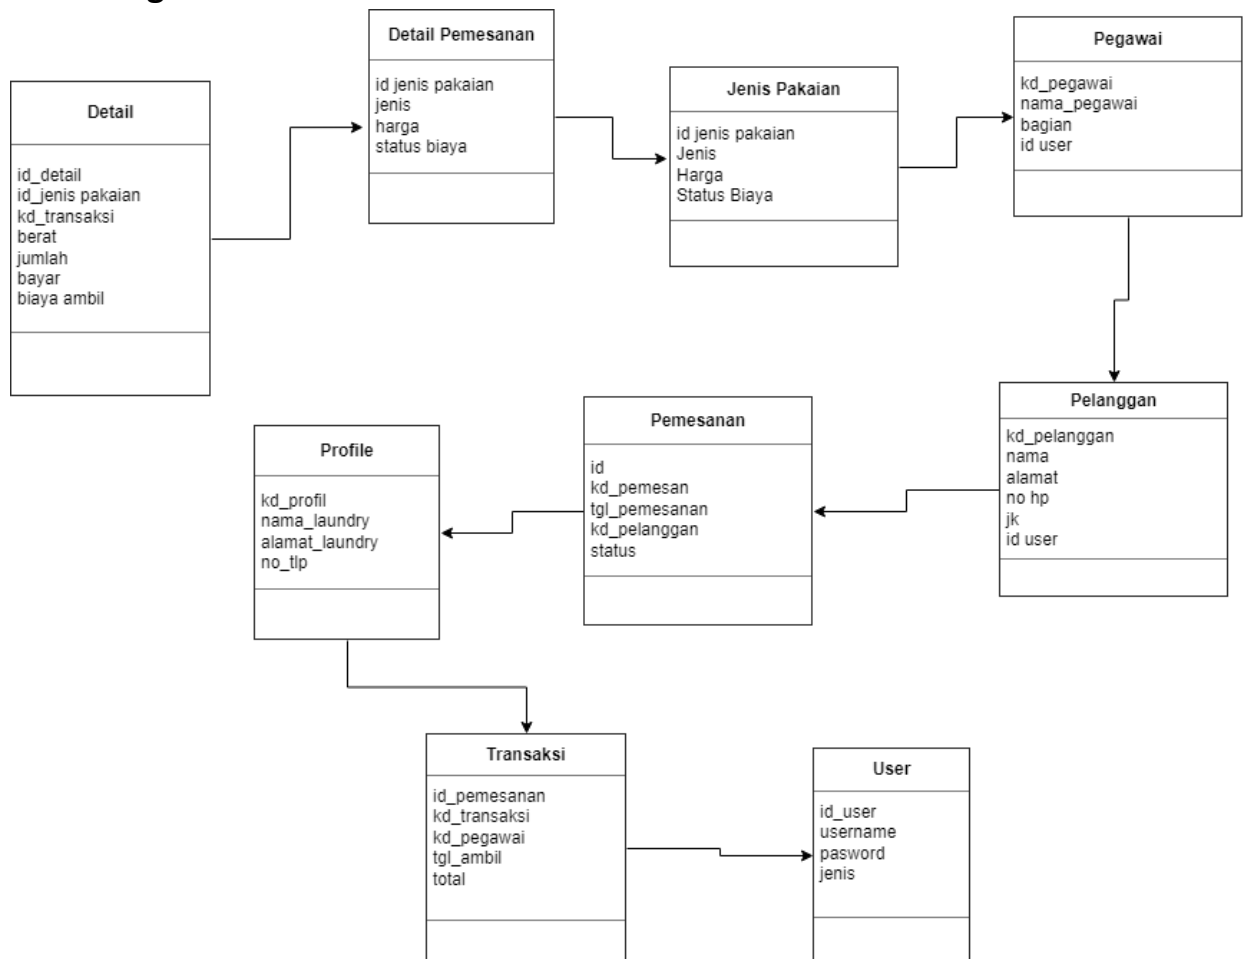 Detail
id_detail
id_jenis pakaian
kd_transaksi
berat
jumlah
bayar
biaya ambil
Detail Pemesanan
id jenis pakaian
jenis
harga
status biaya
Jenis Pakaian
id jenis pakaian
Jenis
Harga
Status Biaya
Pegawai
kd_pegawai
nama_pegawai
bagian
id user
Pelanggan
kd_pelanggan
nama
alamat
no hp
jk
id user
Pemesanan
id
kd_pemesan
tgl_pemesanan
kd_pelanggan
status
Profile
kd_profil
nama_laundry
alamat_laundry
no_tlp
Transaksi
id_pemesanan
kd_transaksi
kd_pegawai
tgl_ambil
total
User
id_user
username
pasword
jenis